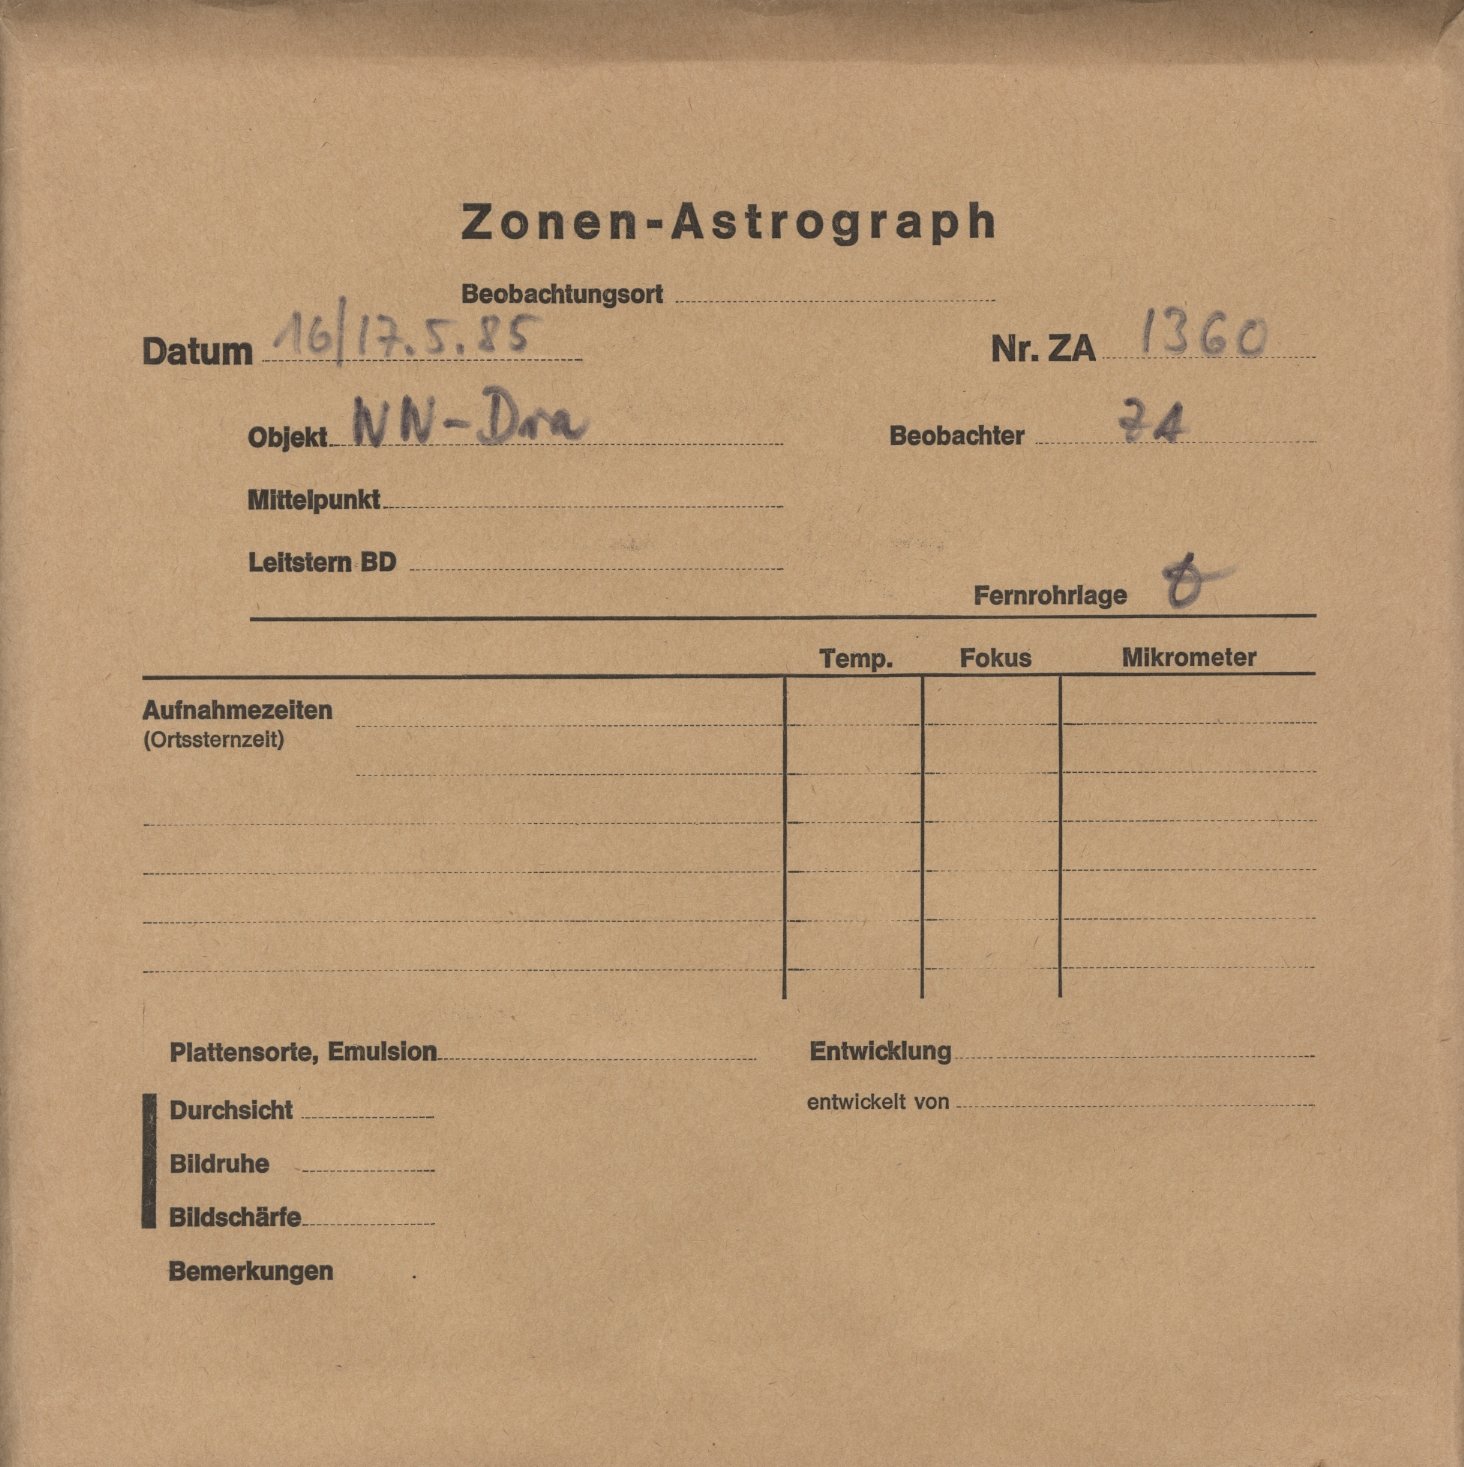 Zonen-Astrograph
Beobachtungsort
Datum 16/17.5.85 Nr. ZA 1360
Objekt NN-Dra Beobachter ZA
Mittelpunkt
Leitstern BD
Fernrohrlage
Temp. Fokus Mikrometer
Aufnahmezeiten
(Ortssternzeit)
Plattensorte, Emulsion Entwicklung
Durchsicht entwickelt von
Bildruhe
Bildschärfe
Bemerkungen